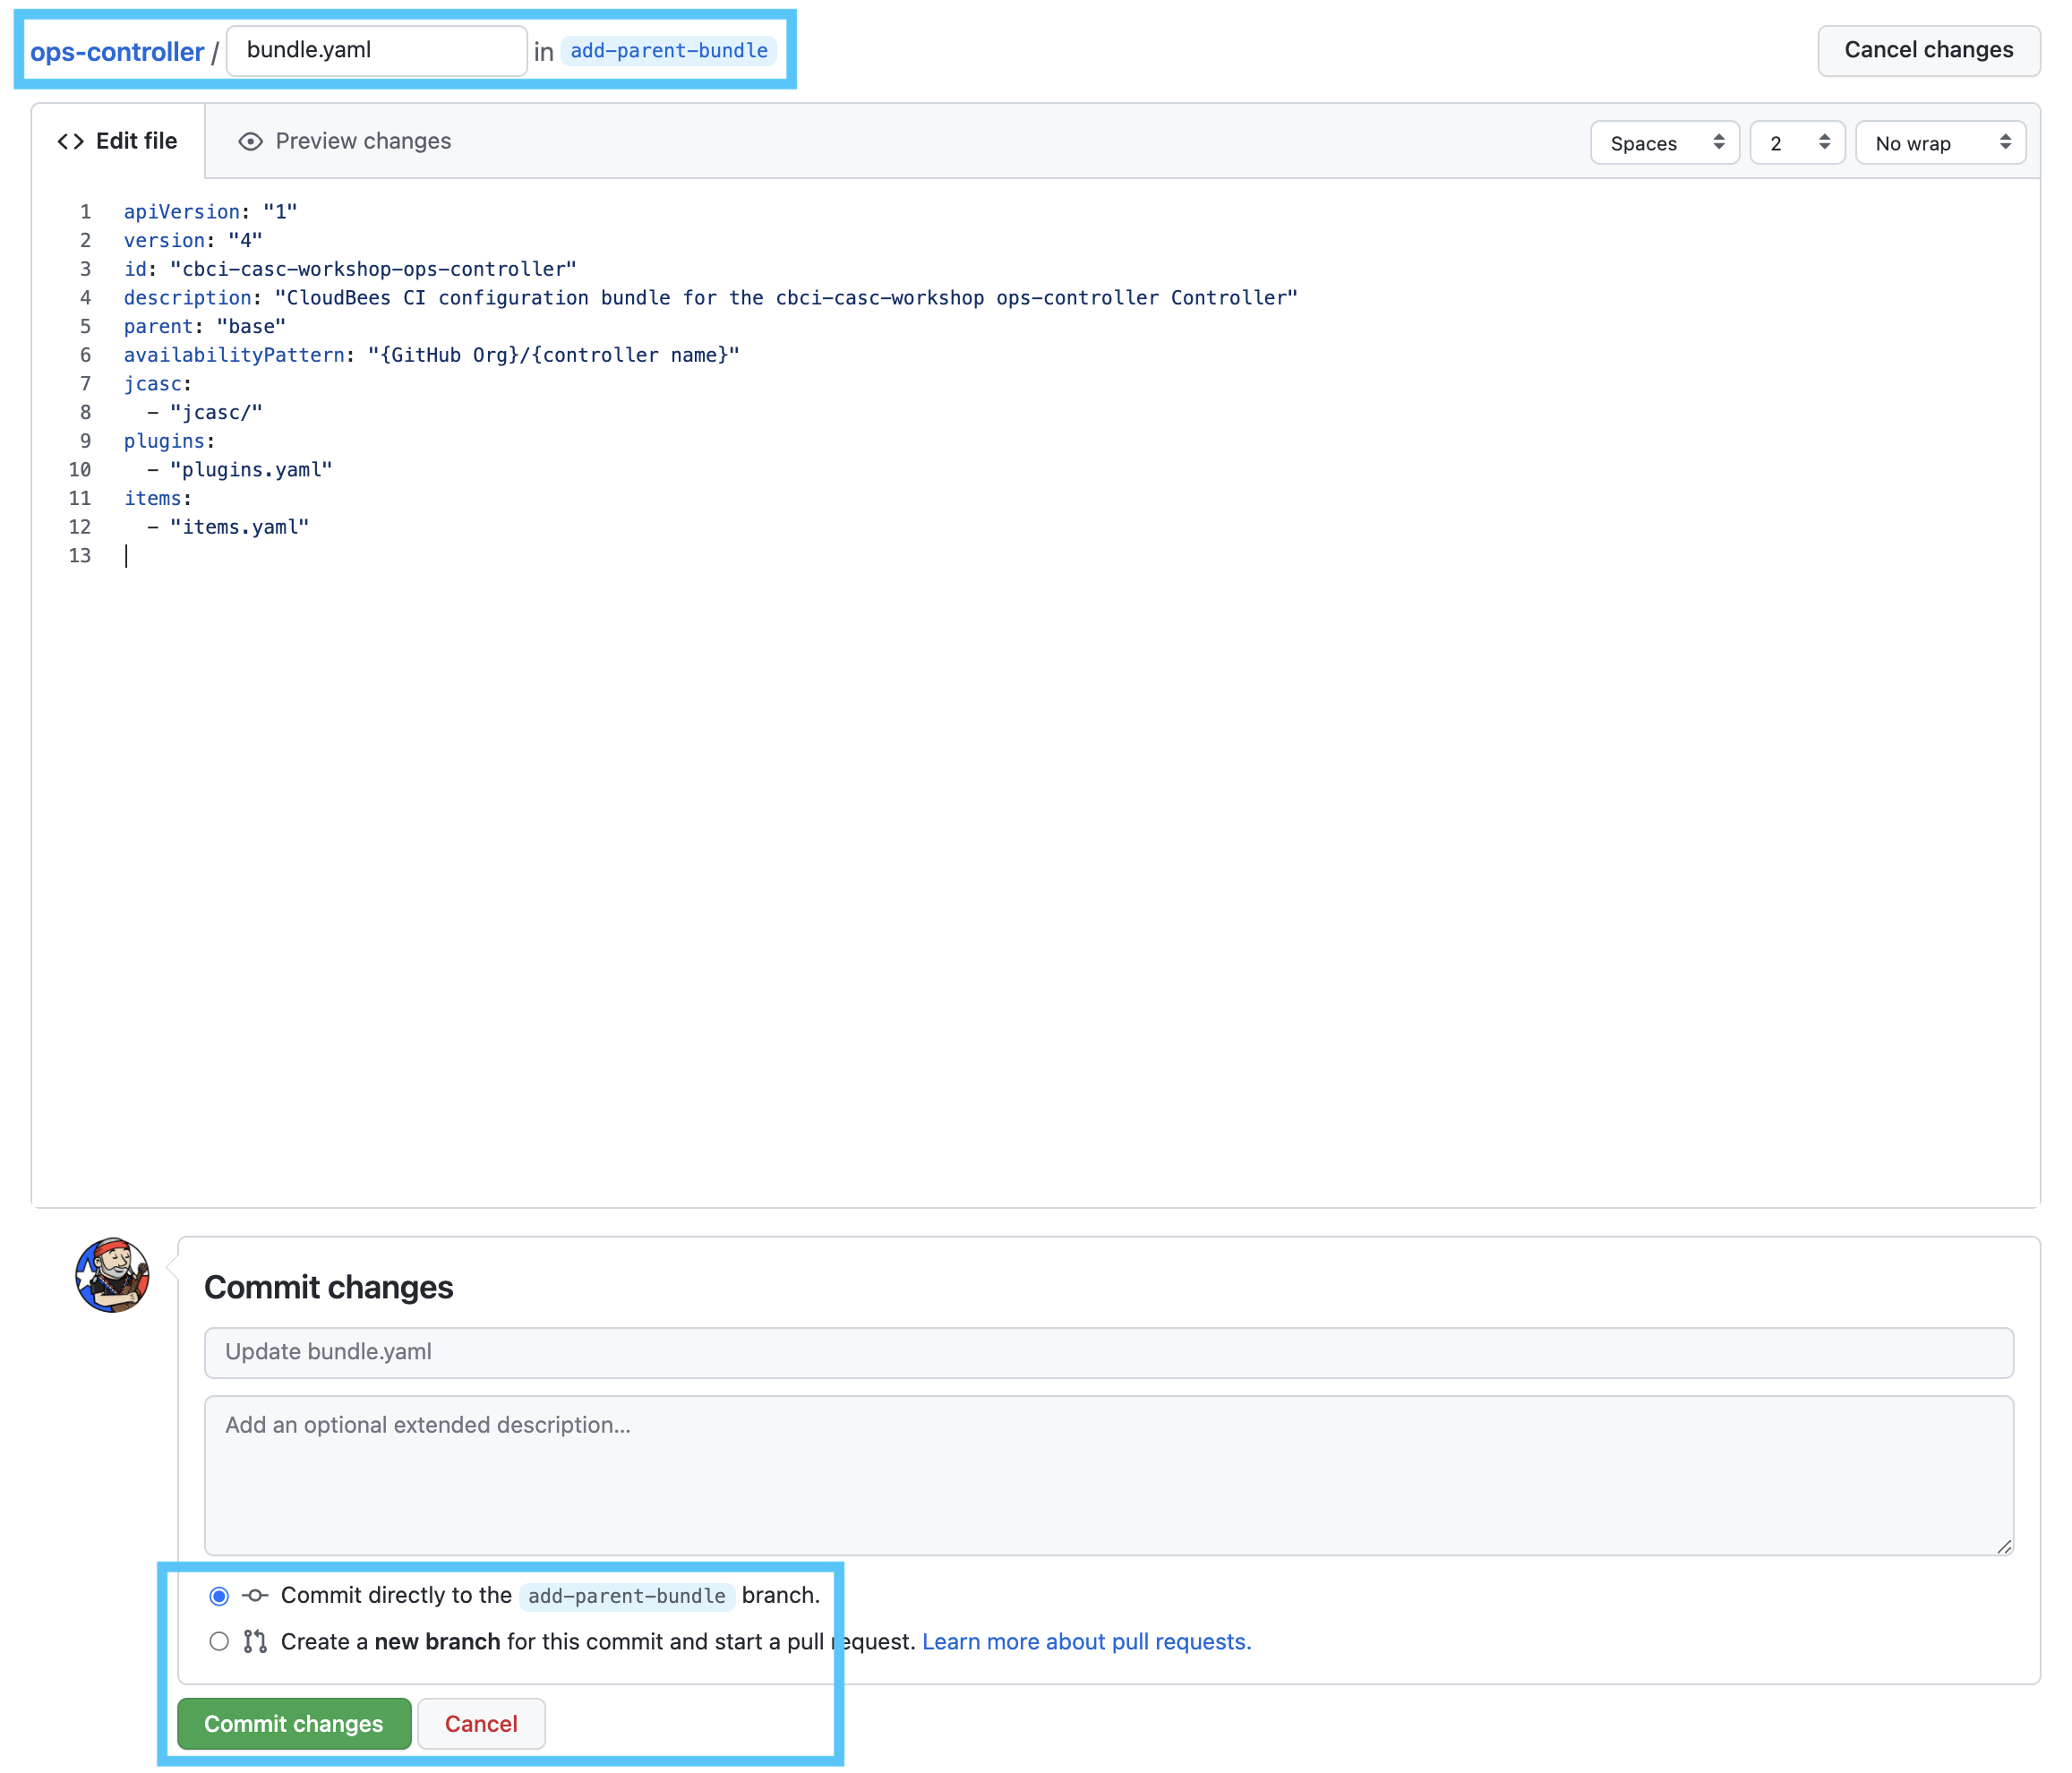 ops-controller / bundle.yaml in add-parent-bundle
Cancel changes
Edit file
Preview changes
Spaces
2
No wrap
1 apiVersion: "1"
2 version: "4"
3 id: "cbci-casc-workshop-ops-controller"
4 description: "CloudBees CI configuration bundle for the cbci-casc-workshop ops-controller Controller"
5 parent: "base"
6 availabilityPattern: "{GitHub Org}/{controller name}"
7 jcasc:
8   - "jcasc/"
9 plugins:
10   - "plugins.yaml"
11 items:
12   - "items.yaml"
13
Commit changes
Update bundle.yaml
Add an optional extended description...
Commit directly to the add-parent-bundle branch.
Create a new branch for this commit and start a pull request. Learn more about pull requests.
Commit changes
Cancel